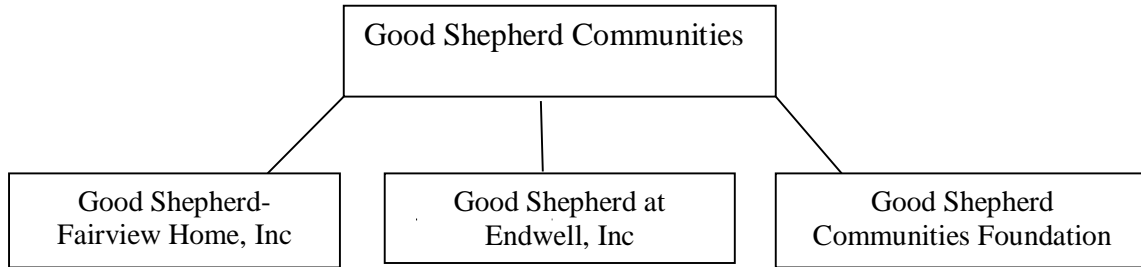 Good Shepherd Communities
Good Shepherd-
Fairview Home, Inc
Good Shepherd at
Endwell, Inc
Good Shepherd
Communities Foundation